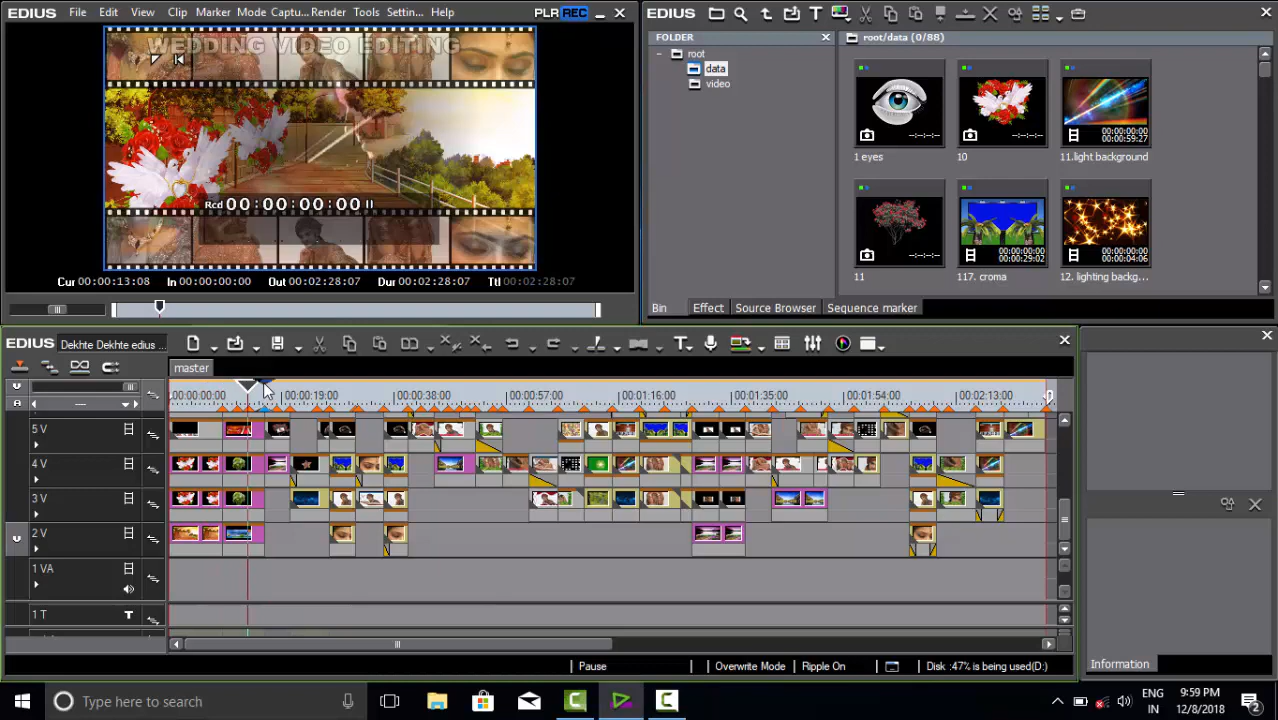 EDIUS File Edit View Clip Marker Mode Captu... Render Tools Settin... Help PLR REC
WEDDING VIDEO EDITING
Rcd 00:00:00:00
Cur 00:00:13:08 In 00:00:00:00 Out 00:02:28:07 Dur 00:02:28:07 Ttl 00:02:28:07
EDIUS
FOLDER
root
data
video
root/data (0/88)
--:--:--:-- --:--:--:-- 00:00:00:00
00:00:59:27
1 eyes 10 11.light background
--:--:--:-- 00:00:00:00
00:00:29:02 00:00:00:00
00:00:04:06
11 117. croma 12. lighting backg...
Bin Effect Source Browser Sequence marker
EDIUS Dekhte Dekhte edius ...
master
00:00:00:00 00:00:19:00 00:00:38:00 00:00:57:00 00:01:16:00 00:01:35:00 00:01:54:00 00:02:13:00
5 V
4 V
3 V
2 V
1 VA
1 T T
Pause Overwrite Mode Ripple On Disk :47% is being used(D:)
Information
Type here to search
ENG
IN
9:59 PM
12/8/2018
2